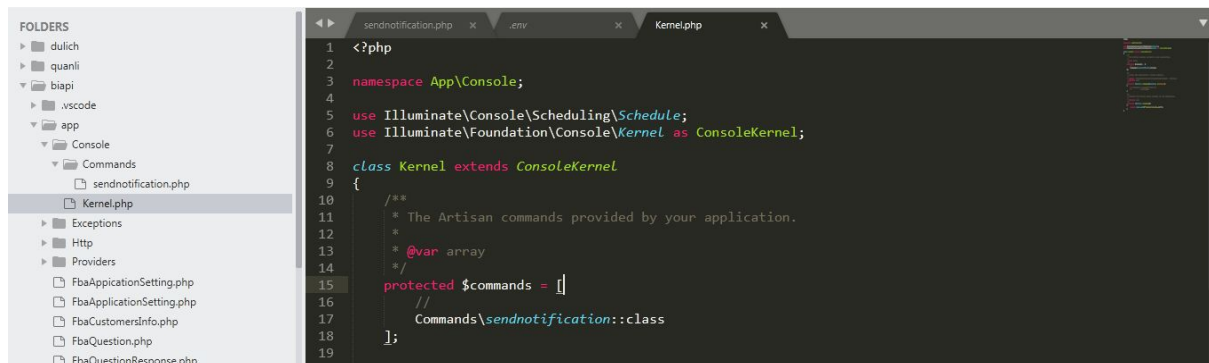 FOLDERS
dulich
quanli
biapi
.vscode
app
Console
Commands
sendnotification.php
Kernel.php
Exceptions
Http
Providers
FbaAppicationSetting.php
FbaApplicationSetting.php
FbaCustomersInfo.php
FbaQuestion.php
FbaQuestionResponse.php
sendnotification.php × .env × Kernel.php ×
1 <?php
2
3 namespace App\Console;
4
5 use Illuminate\Console\Scheduling\Schedule;
6 use Illuminate\Foundation\Console\Kernel as ConsoleKernel;
7
8 class Kernel extends ConsoleKernel
9 {
10 /**
11 * The Artisan commands provided by your application.
12 *
13 * @var array
14 */
15 protected $commands = [
16 //
17 Commands\sendnotification::class
18 ];
19